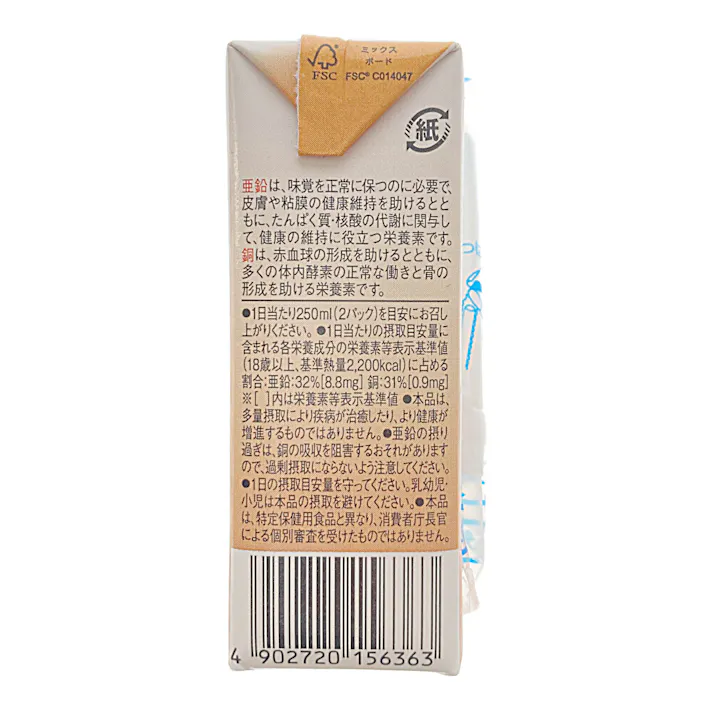 ミックス
ボード
FSC
FSC® C014047
紙
亜鉛は、味覚を正常に保つのに必要で、
皮膚や粘膜の健康維持を助けるとと
もに、たんぱく質・核酸の代謝に関与し
て、健康の維持に役立つ栄養素です。
銅は、赤血球の形成を助けるとともに、
多くの体内酵素の正常な働きと骨の
形成を助ける栄養素です。
●1日当たり250ml(2パック)を目安にお召し
上がりください。●1日当たりの摂取目安量に
含まれる各栄養成分の栄養素等表示基準値
(18歳以上、基準熱量2,200kcal)に占める
割合:亜鉛:32%[8.8mg] 銅:31%[0.9mg]
※[ ]内は栄養素等表示基準値 ●本品は、
多量摂取により疾病が治癒したり、より健康が
増進するものではありません。●亜鉛の摂り
過ぎは、銅の吸収を阻害するおそれがあります
ので、過剰摂取にならないよう注意してください。
●1日の摂取目安量を守ってください。乳幼児・
小児は本品の摂取を避けてください。●本品
は、特定保健用食品と異なり、消費者庁長官
による個別審査を受けたものではありません。
4 902720 156363